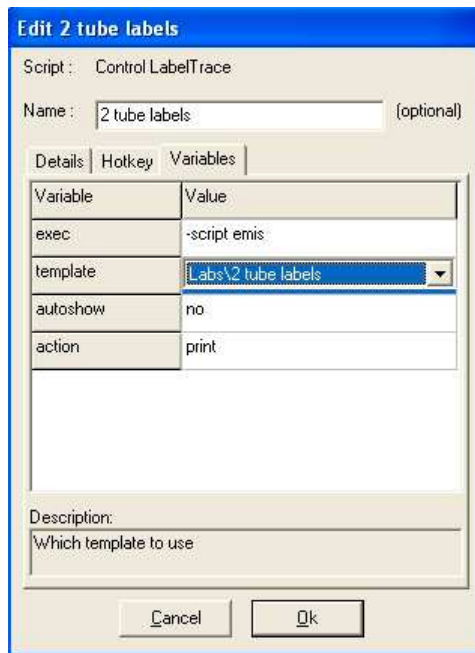 Edit 2 tube labels
Script : Control LabelTrace
Name : 2 tube labels (optional)
Details Hotkey Variables
Variable Value
exec -script emis
template Labs\2 tube labels
autoshow no
action print
Description:
Which template to use
Cancel Ok